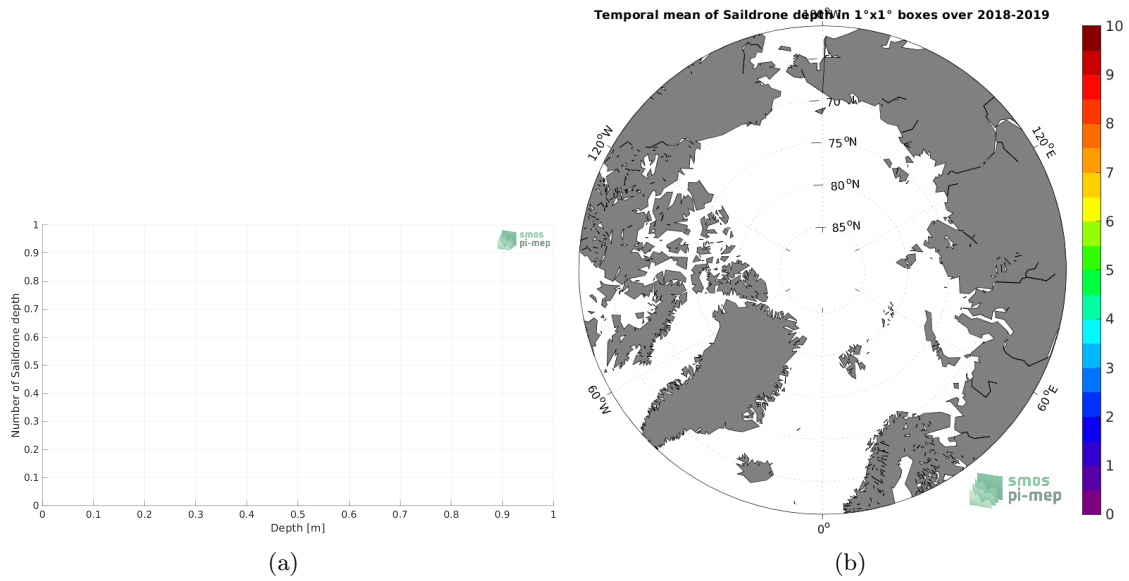 Temporal mean of Saildrone depth in 1°x1° boxes over 2018-2019
10
9
8
7
6
5
4
3
2
1
0
120°W
120°E
70
75°N
80°N
85°N
60°W
60°E
0°
smos
pi-mep
1
0.9
0.8
0.7
0.6
0.5
0.4
0.3
0.2
0.1
0
Number of Saildrone depth
0 0.1 0.2 0.3 0.4 0.5 0.6 0.7 0.8 0.9 1
Depth [m]
smos
pi-mep
(a)
(b)